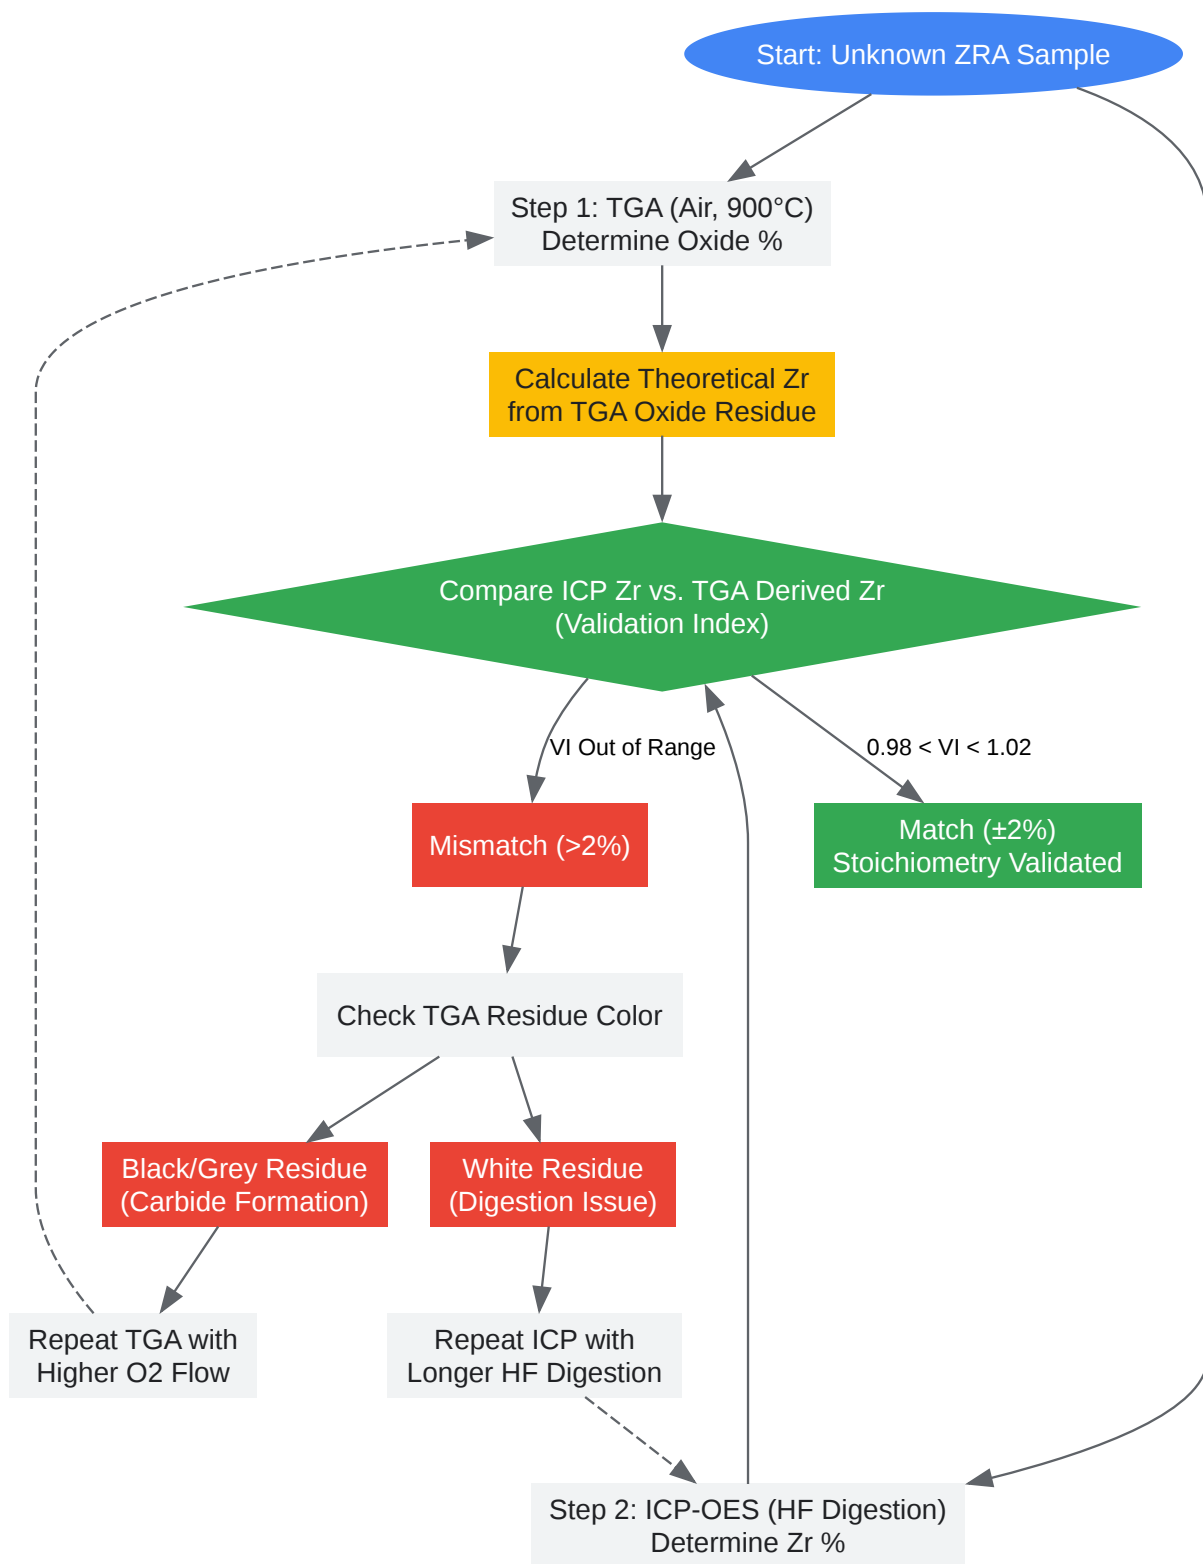 Start: Unknown ZRA Sample
Step 1: TGA (Air, 900°C)
Determine Oxide %
Calculate Theoretical Zr
from TGA Oxide Residue
Compare ICP Zr vs. TGA Derived Zr
(Validation Index)
VI Out of Range
0.98 < VI < 1.02
Mismatch (>2%)
Match (±2%)
Stoichiometry Validated
Check TGA Residue Color
Black/Grey Residue
(Carbide Formation)
White Residue
(Digestion Issue)
Repeat TGA with
Higher O2 Flow
Repeat ICP with
Longer HF Digestion
Step 2: ICP-OES (HF Digestion)
Determine Zr %